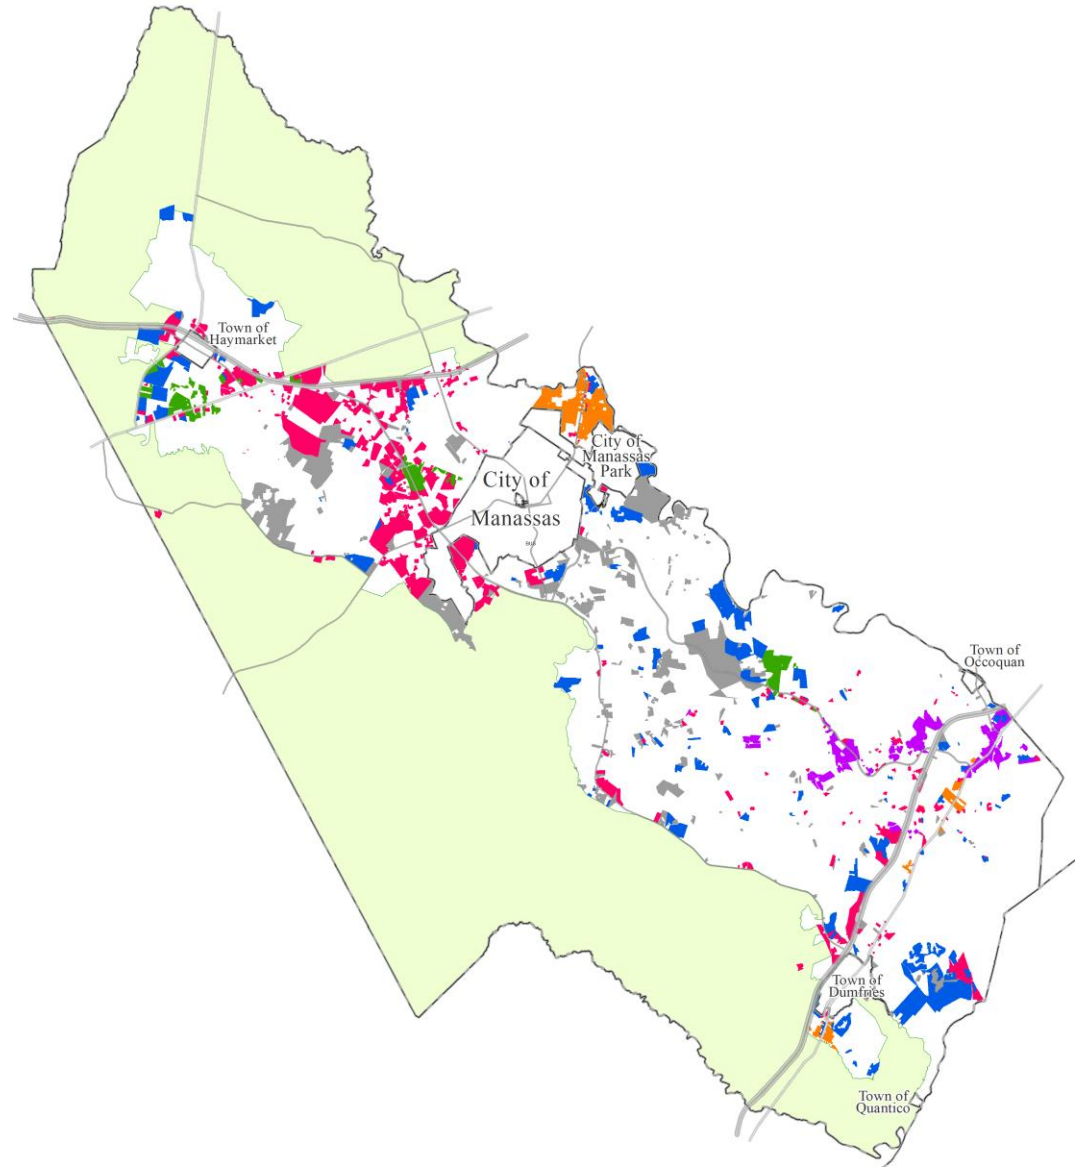 Town of
Haymarket
City of
Manassas
Park
City of
Manassas
Town of
Occoquan
Town of
Dumfries
Town of
Quantico